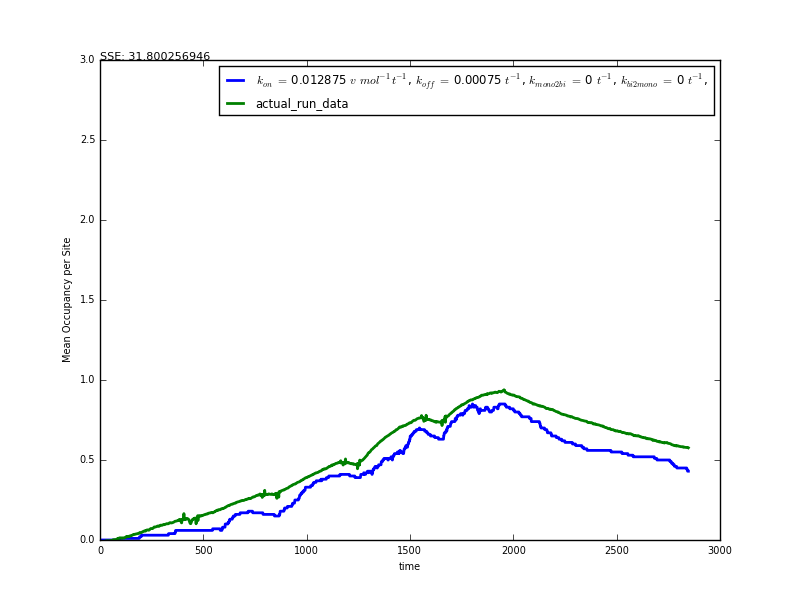 SSE: 31.800256946
3.0
k_on = 0.012875 v mol^-1 t^-1, k_off = 0.00075 t^-1, k_mono2bi = 0 t^-1, k_bi2mono = 0 t^-1,
actual_run_data
2.5
2.0
1.5
1.0
0.5
0.0
Mean Occupancy per Site
0 500 1000 1500 2000 2500 3000
time